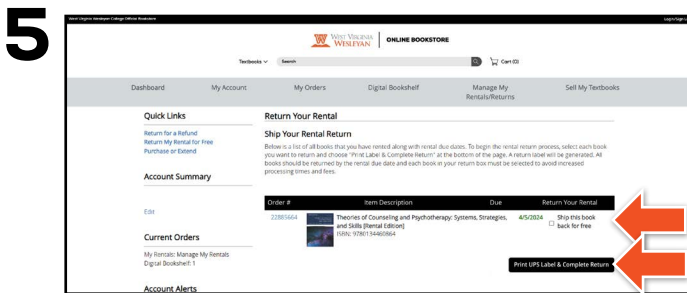 5
West Virginia Wesleyan College Official Bookstore
Login/Sign Up
WEST VIRGINIA
WESLEYAN
ONLINE BOOKSTORE
Textbooks
Search
Cart (0)
Dashboard
My Account
My Orders
Digital Bookshelf
Manage My
Rentals/Returns
Sell My Textbooks
Quick Links
Return for a Refund
Return My Rental for Free
Purchase or Extend
Account Summary
Edit
Current Orders
My Rentals: Manage My Rentals
Digital Bookshelf: 1
Account Alerts
Return Your Rental
Ship Your Rental Return
Below is a list of all books that you have rented along with rental due dates. To begin the rental return process, select each book
you want to return and choose "Print Label & Complete Return" at the bottom of the page. A return label will be generated. All
books should be returned by the rental due date and each book in your return box must be selected to avoid increased
processing times and fees.
Order # Item Description Due Return Your Rental
22885664 Theories of Counseling and Psychotherapy: Systems, Strategies, 4/5/2024 Ship this book
and Skills [Rental Edition] back for free
ISBN: 9780134460864
Print UPS Label & Complete Return